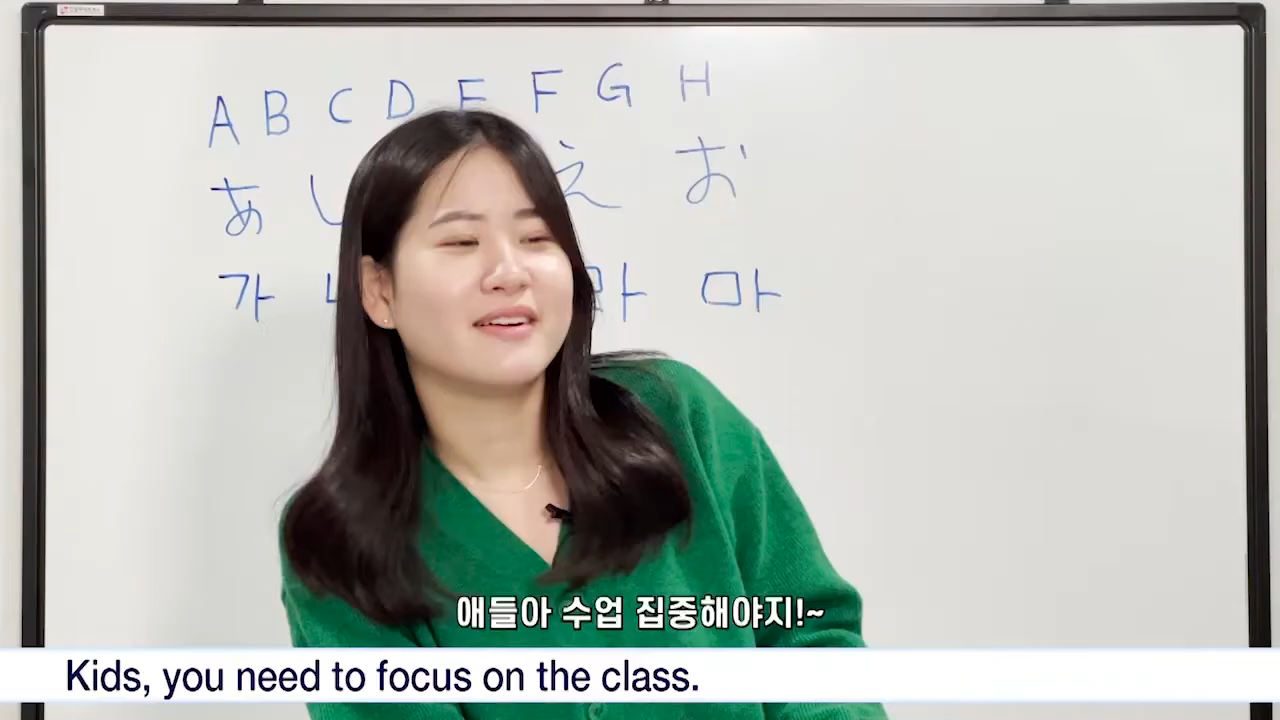 A B C D E F G H
あ え お
가 마
애들아 수업 집중해야지!~
Kids, you need to focus on the class.